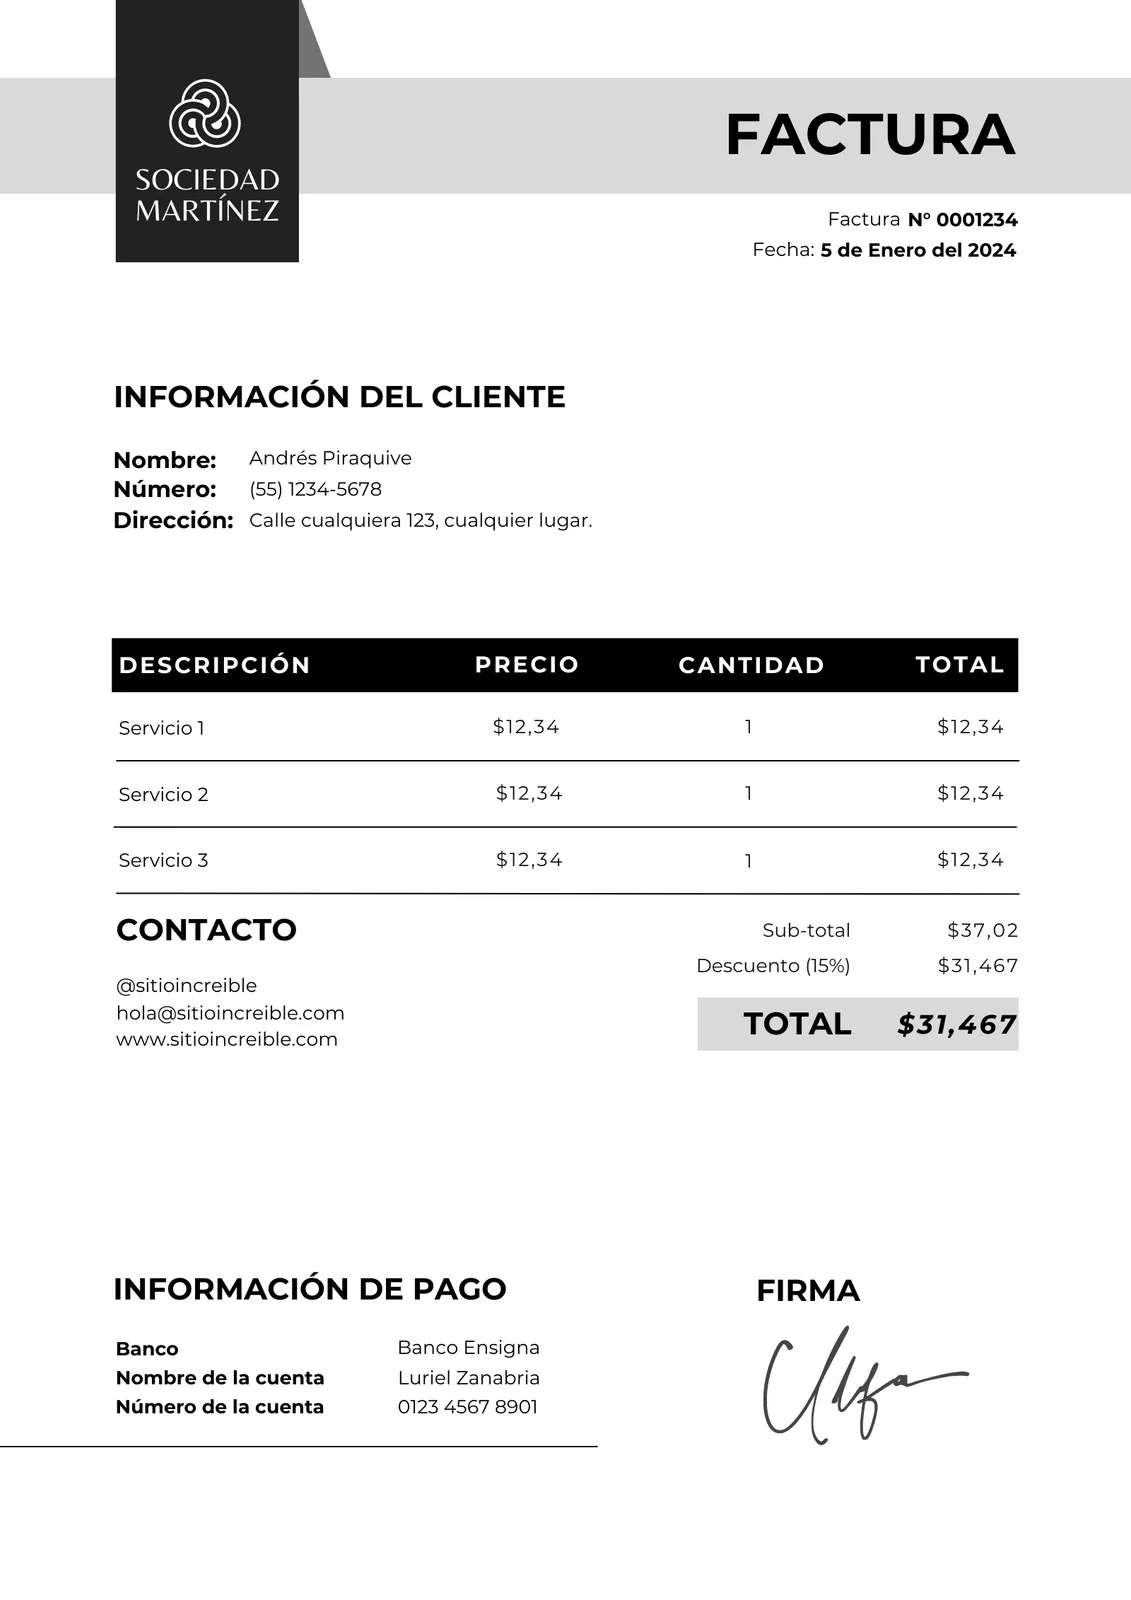 SOCIEDAD
MARTÍNEZ
FACTURA
Factura N° 0001234
Fecha: 5 de Enero del 2024
INFORMACIÓN DEL CLIENTE
Nombre: Andrés Piraquive
Número: (55) 1234-5678
Dirección: Calle cualquiera 123, cualquier lugar.
DESCRIPCIÓN PRECIO CANTIDAD TOTAL
Servicio 1 $12,34 1 $12,34
Servicio 2 $12,34 1 $12,34
Servicio 3 $12,34 1 $12,34
CONTACTO
@sitioincreible
hola@sitioincreible.com
www.sitioincreible.com
Sub-total $37,02
Descuento (15%) $31,467
TOTAL $31,467
INFORMACIÓN DE PAGO
Banco Banco Ensigna
Nombre de la cuenta Luriel Zanabria
Número de la cuenta 0123 4567 8901
FIRMA